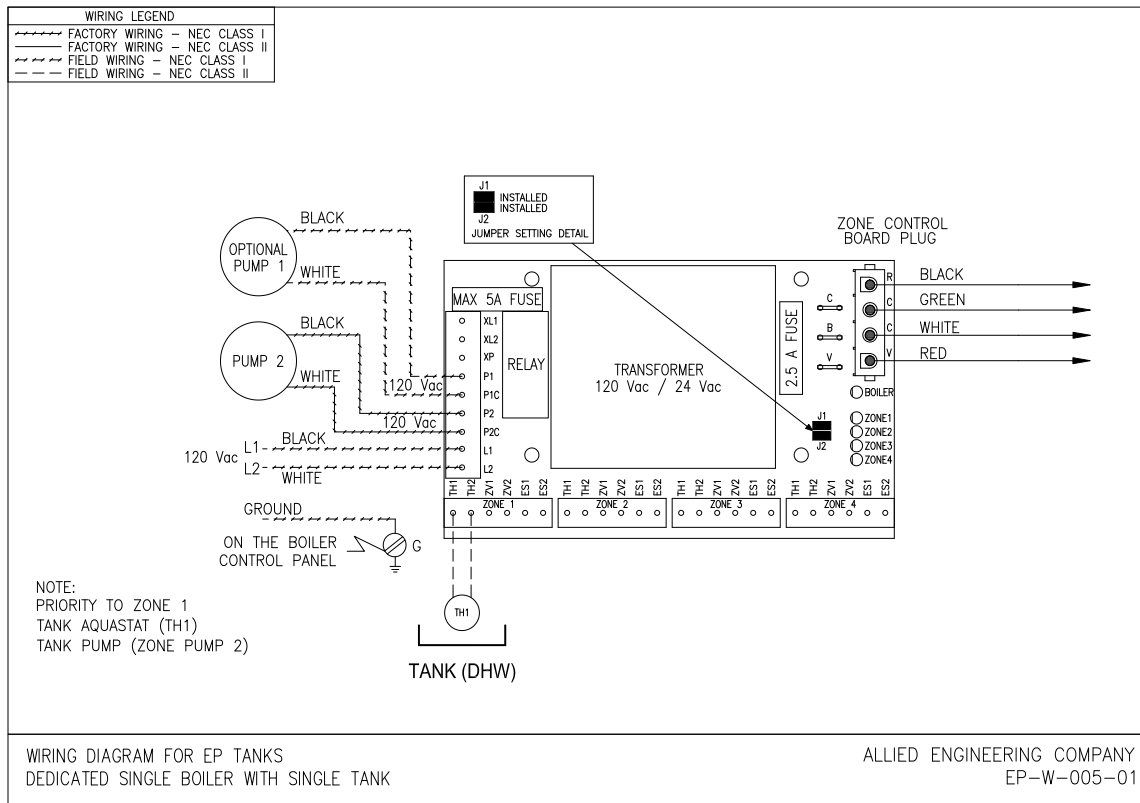 WIRING LEGEND
FACTORY WIRING – NEC CLASS I
FACTORY WIRING – NEC CLASS II
FIELD WIRING – NEC CLASS I
FIELD WIRING – NEC CLASS II
J1
INSTALLED
INSTALLED
J2
JUMPER SETTING DETAIL
OPTIONAL
PUMP 1
BLACK
WHITE
PUMP 2
BLACK
WHITE
120 Vac
120 Vac
120 Vac
L1
BLACK
L2
WHITE
GROUND
ON THE BOILER
CONTROL PANEL
G
MAX 5A FUSE
XL1
XL2
XP
P1
P1C
P2
P2C
L1
L2
RELAY
TRANSFORMER
120 Vac / 24 Vac
2.5 A FUSE
C
B
V
ZONE CONTROL
BOARD PLUG
R BLACK
C GREEN
C WHITE
V RED
BOILER
ZONE1
ZONE2
ZONE3
ZONE4
J1
J2
TH1 TH2 ZV1 ZV2 ES1 ES2
ZONE 1
TH1 TH2 ZV1 ZV2 ES1 ES2
ZONE 2
TH1 TH2 ZV1 ZV2 ES1 ES2
ZONE 3
TH1 TH2 ZV1 ZV2 ES1 ES2
ZONE 4
TH1
TANK (DHW)
NOTE:
PRIORITY TO ZONE 1
TANK AQUASTAT (TH1)
TANK PUMP (ZONE PUMP 2)
WIRING DIAGRAM FOR EP TANKS
DEDICATED SINGLE BOILER WITH SINGLE TANK
ALLIED ENGINEERING COMPANY
EP–W–005–01